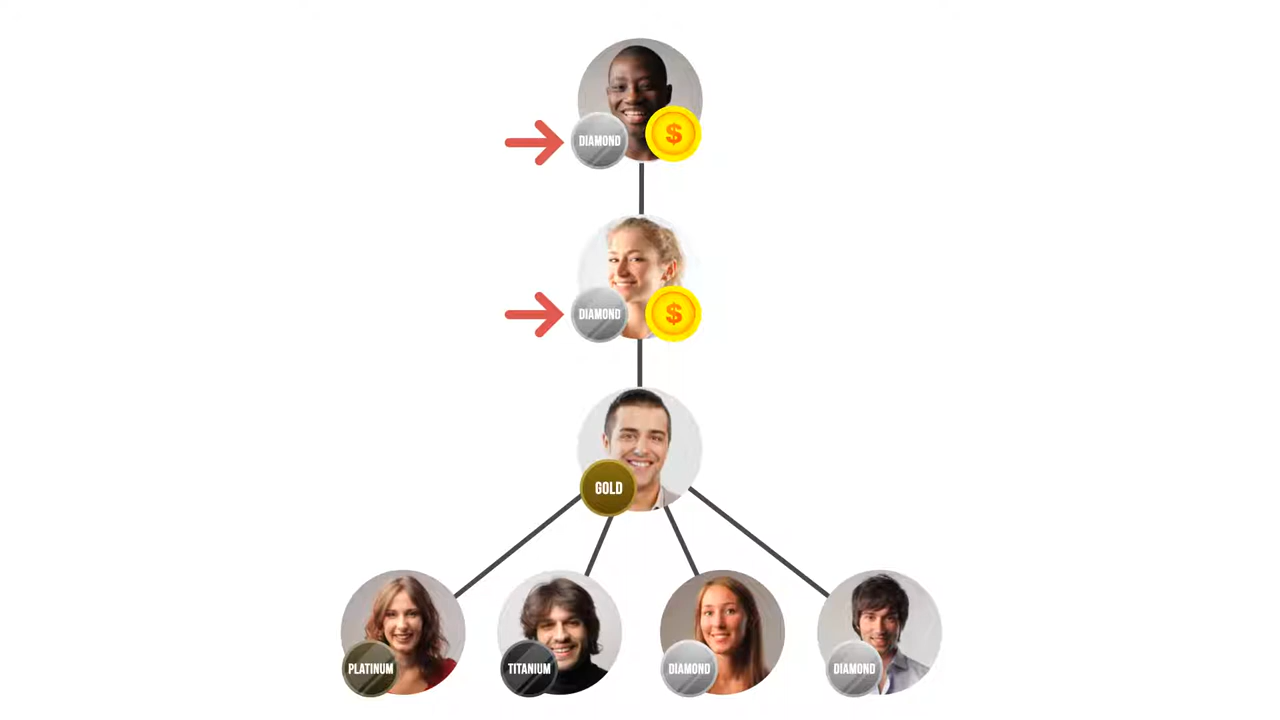 DIAMOND
$
DIAMOND
$
GOLD
PLATINUM
TITANIUM
DIAMOND
DIAMOND